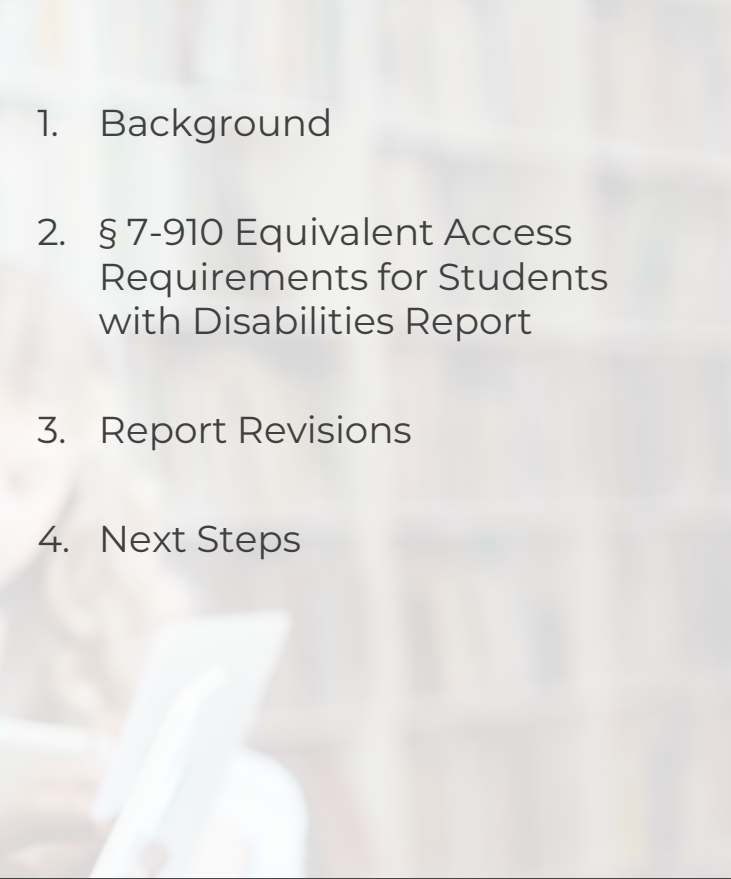 1. Background
2. § 7-910 Equivalent Access
Requirements for Students
with Disabilities Report
3. Report Revisions
4. Next Steps